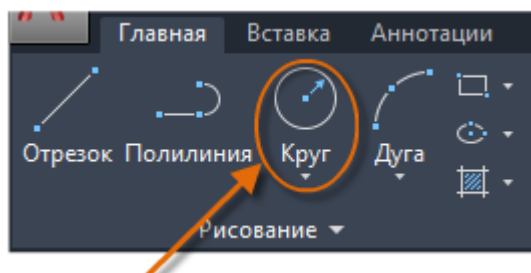 Главная Вставка Аннотации
Отрезок Полилиния Круг Дуга
Рисование